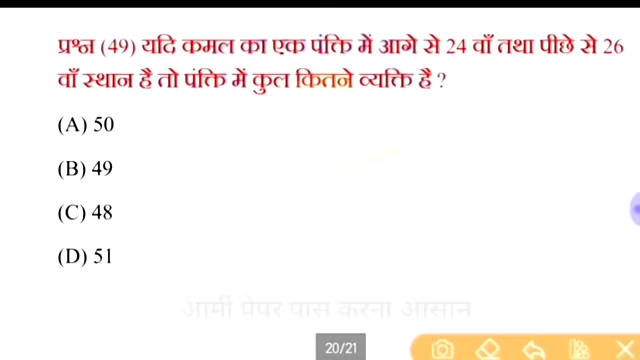 प्रश्न (49) यदि कमल का एक पंक्ति में आगे से 24 वाँ तथा पीछे से 26
वाँ स्थान है तो पंक्ति में कुल कितने व्यक्ति है ?
(A) 50
(B) 49
(C) 48
(D) 51
आर्मी पेपर पास करना आसान
20/21